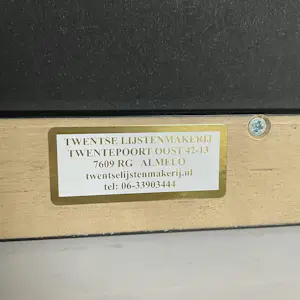 TWENTSE LIJSTENMAKERIJ
TWENTEPOORT OOST 42-13
7609 RG ALMELO
twentselijstenmakerij.nl
tel: 06-33903444